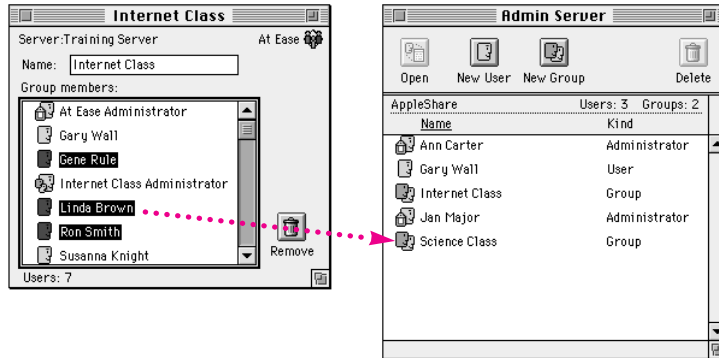 Internet Class
Server:Training Server
At Ease
Name: Internet Class
Group members:
At Ease Administrator
Gary Wall
Gene Rule
Internet Class Administrator
Linda Brown
Ron Smith
Susanna Knight
Remove
Users: 7
Admin Server
Open
New User
New Group
Delete
AppleShare
Users: 3
Groups: 2
Name
Kind
Ann Carter
Administrator
Gary Wall
User
Internet Class
Group
Jan Major
Administrator
Science Class
Group